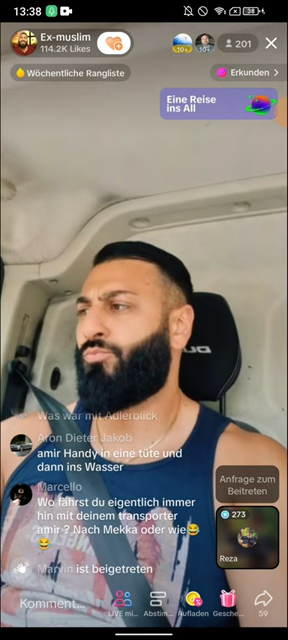 13:38
38
Ex-muslim
114.2K Likes
10+
10+
201
Wöchentliche Rangliste
Erkunden >
Eine Reise
ins All
Was war mit Adlerblick
Aron Dieter Jakob
amir Handy in eine tüte und
dann ins Wasser
Marcello
Wo fährst du eigentlich immer
hin mit deinem transporter
amir ? Nach Mekka oder wie😂
😂
Marvin ist beigetreten
Anfrage zum
Beitreten
273
Reza
Komment...
LIVE mi...
Abstim...
Aufladen
Gesche...
59